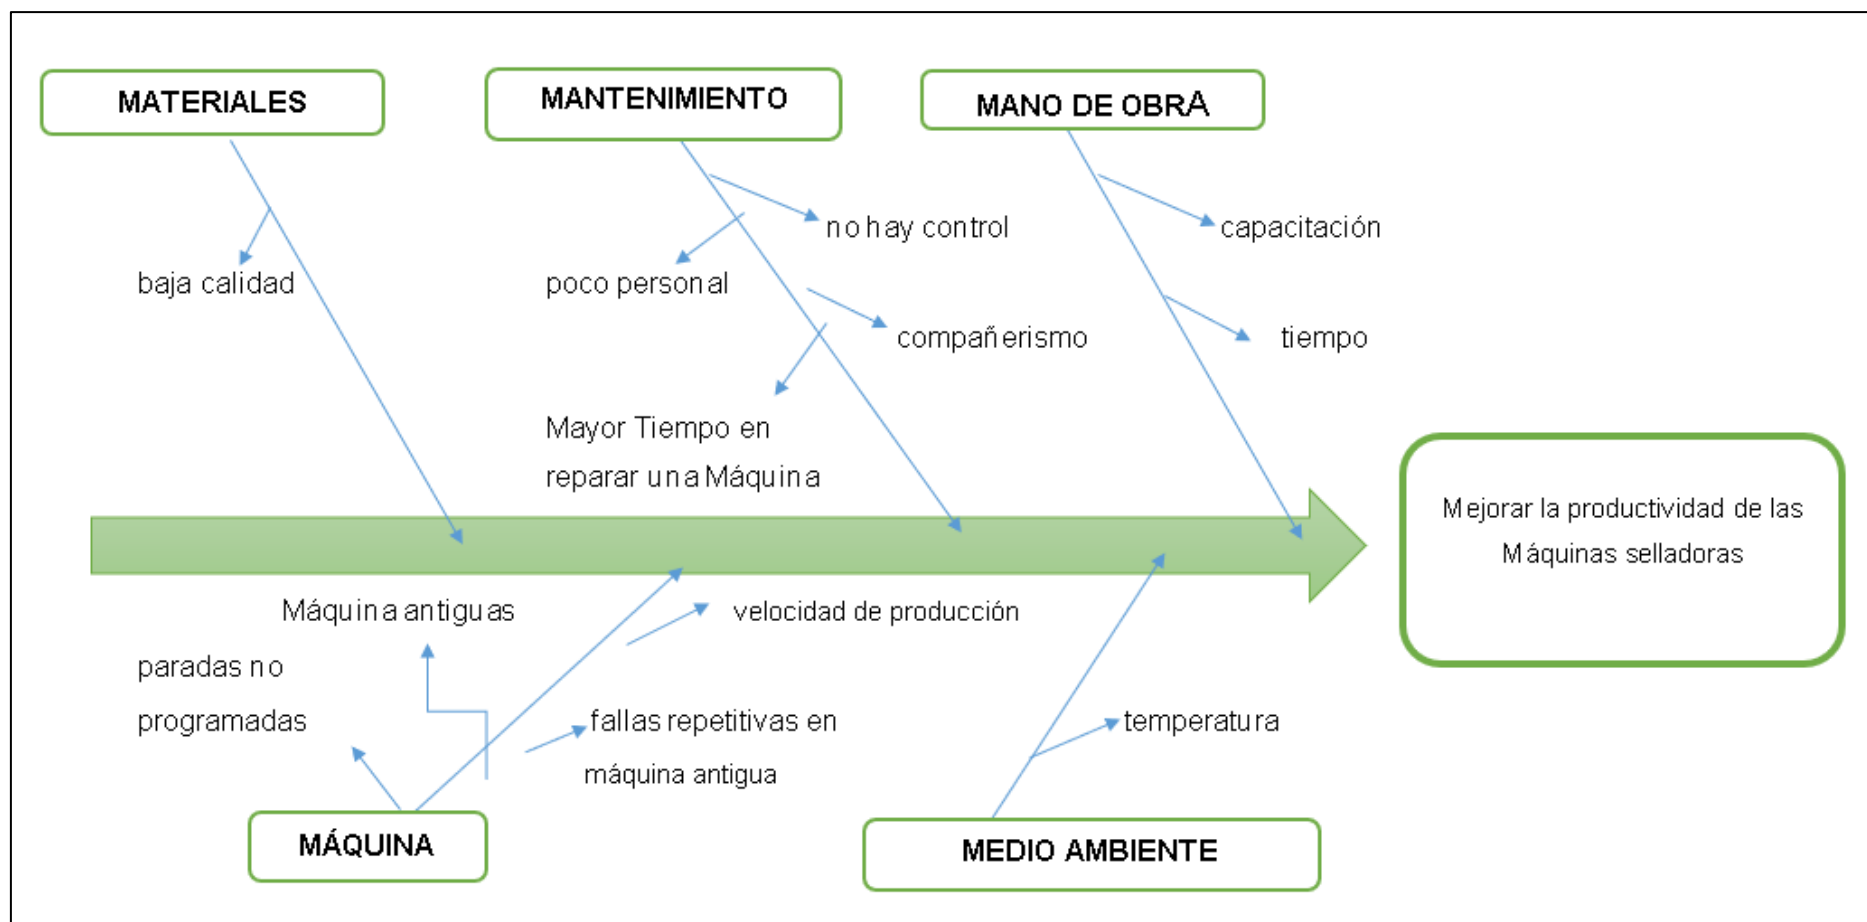 MATERIALES
MANTENIMIENTO
MANO DE OBRA
no hay control
capacitación
baja calidad
poco personal
compañerismo
tiempo
Mayor Tiempo en
reparar una Máquina
Mejorar la productividad de las
Máquinas selladoras
Máquina antiguas
velocidad de producción
paradas no
programadas
fallas repetitivas en
máquina antigua
temperatura
MÁQUINA
MEDIO AMBIENTE